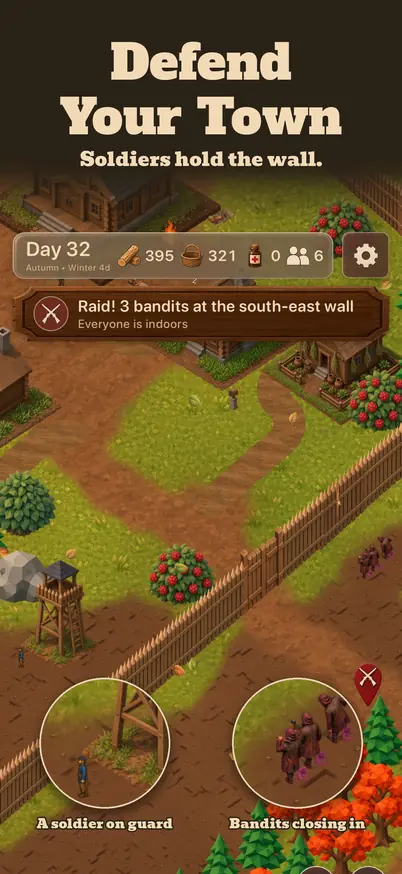 Defend
Your Town
Soldiers hold the wall.
Day 32
Autumn • Winter 4d
395
321
0
6
Raid! 3 bandits at the south-east wall
Everyone is indoors
A soldier on guard
Bandits closing in